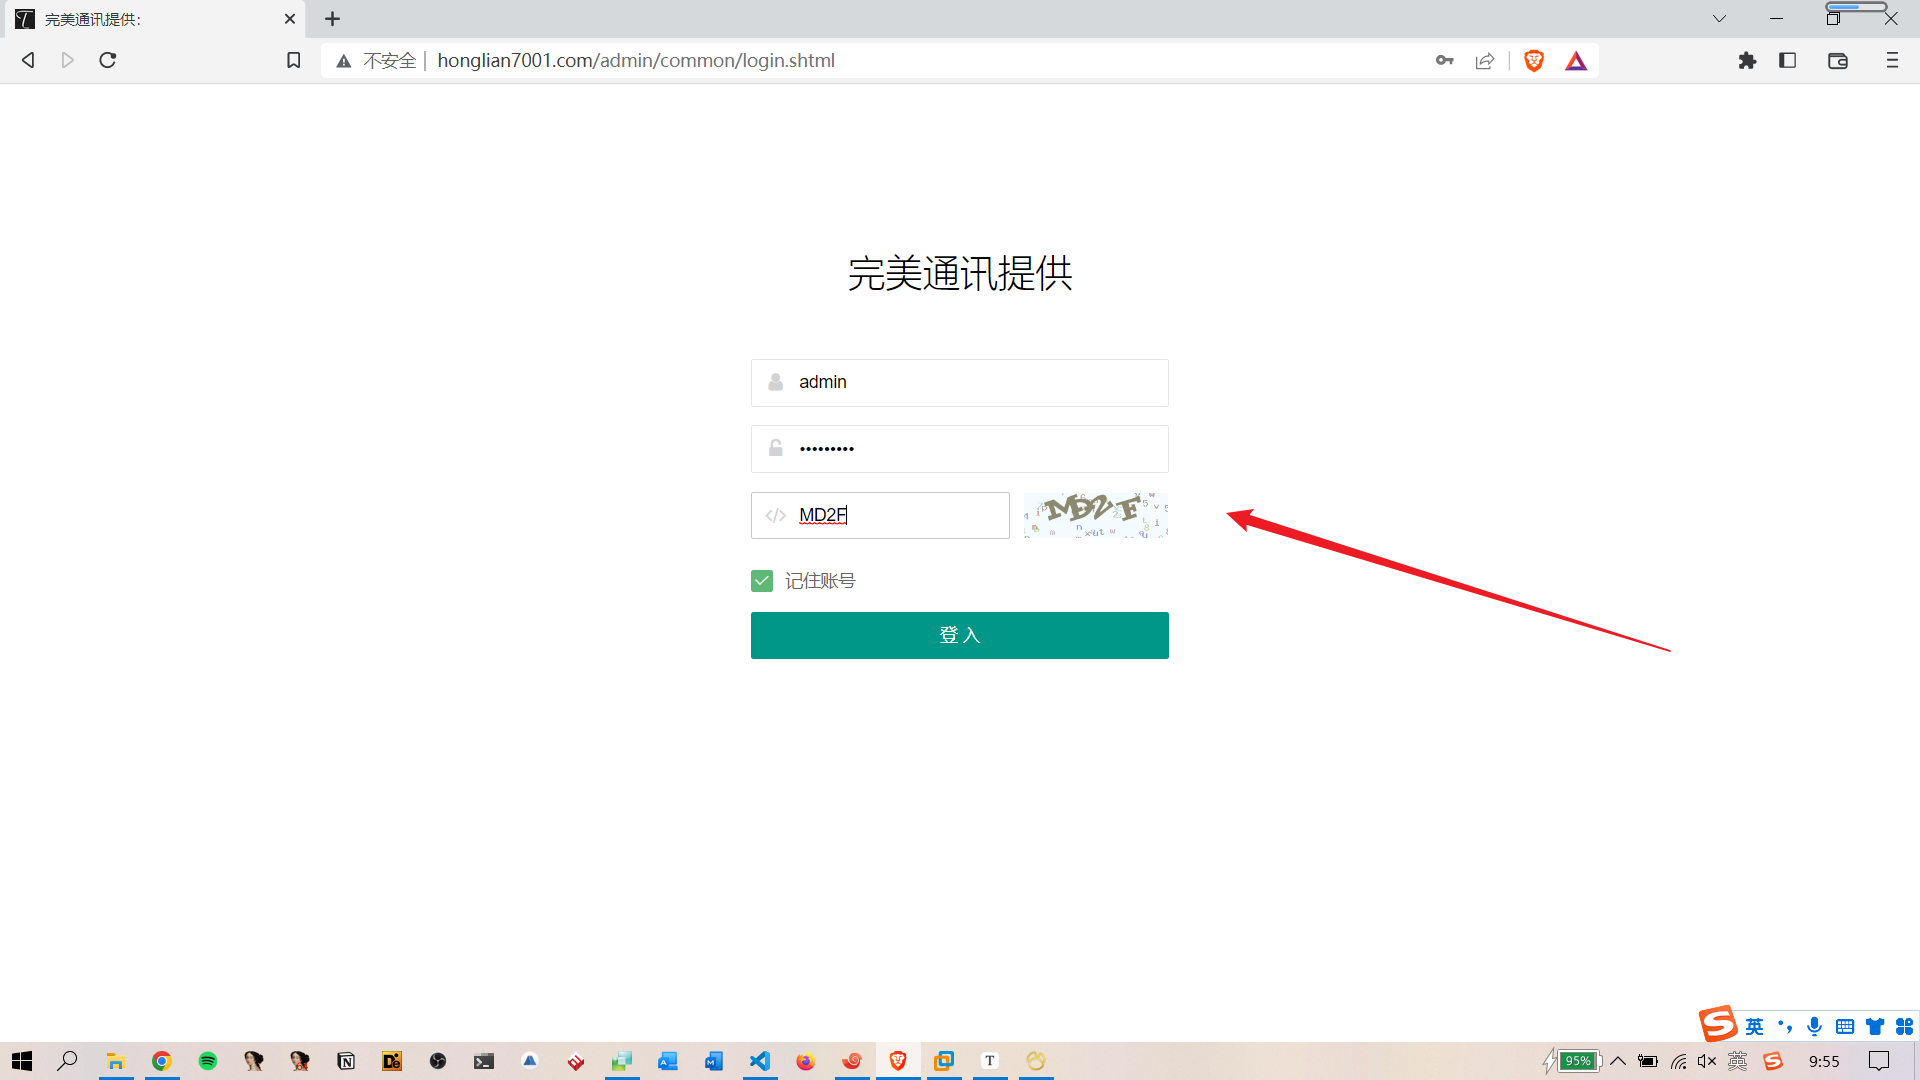 完美通讯提供：
不安全 | honglian7001.com/admin/common/login.shtml
完美通讯提供
admin
•••••••••
MD2F
MD2F
记住账号
登 入
英
95%
英
9:55